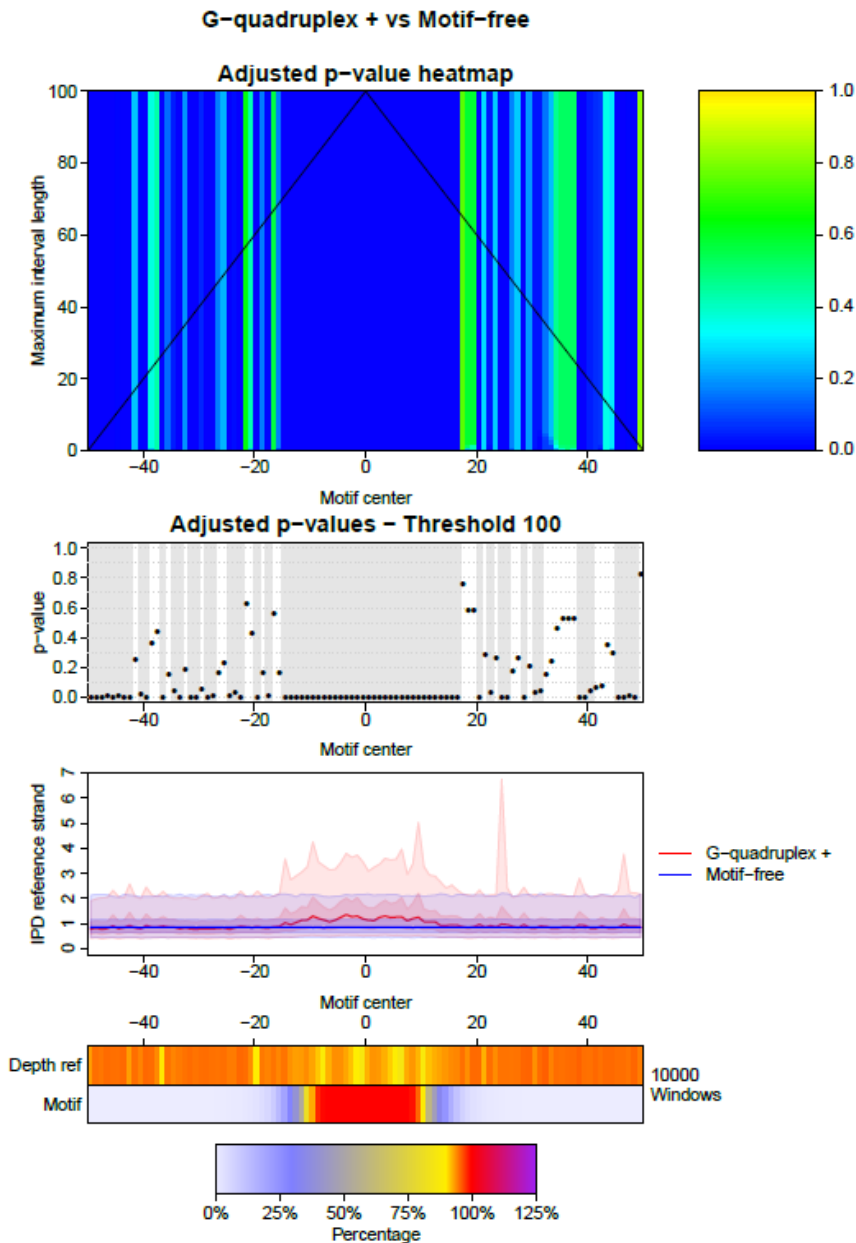 G−quadruplex + vs Motif−free
Adjusted p−value heatmap
Maximum interval length
100
80
60
40
20
0
−40 −20 0 20 40
Motif center
1.0
0.8
0.6
0.4
0.2
0.0
Adjusted p−values − Threshold 100
p−value
1.0
0.8
0.6
0.4
0.2
0.0
−40 −20 0 20 40
Motif center
IPD reference strand
7
6
5
4
3
2
1
0
G−quadruplex +
Motif−free
−40 −20 0 20 40
Motif center
−40 −20 0 20 40
Depth ref
Motif
10000
Windows
0% 25% 50% 75% 100% 125%
Percentage